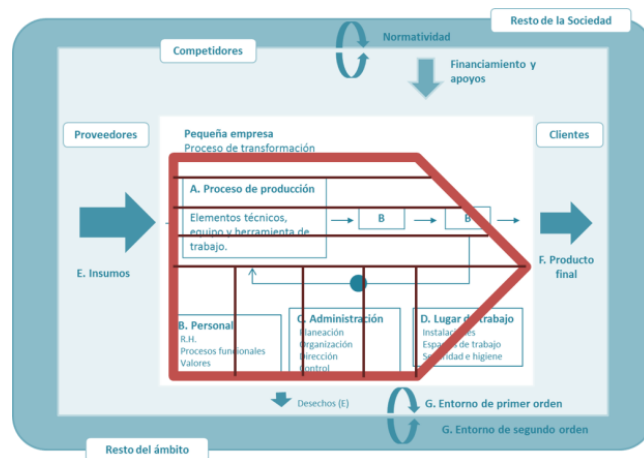 Resto de la Sociedad
Normatividad
Competidores
Financiamiento y
apoyos
Proveedores
Pequeña empresa
Proceso de transformación
Clientes
A. Proceso de producción
Elementos técnicos,
equipo y herramienta de
trabajo.
B
B
E. Insumos
F. Producto
final
B. Personal
R.H.
Procesos funcionales
Valores
C. Administración
Planeación
Organización
Dirección
Control
D. Lugar de trabajo
Instalaciones
Espacios de trabajo
Seguridad e higiene
Desechos (E)
G. Entorno de primer orden
G. Entorno de segundo orden
Resto del ámbito